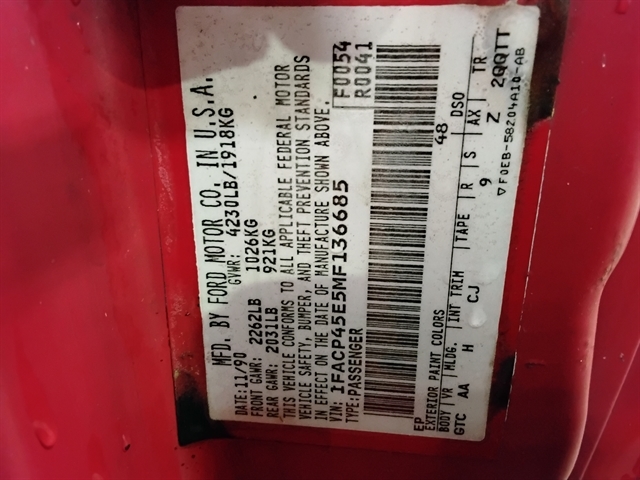 MFD. BY FORD MOTOR CO. IN U.S.A.
DATE: 11/90 GVWR: 4230LB/1918KG
FRONT GAWR: 2262LB 1026KG
REAR GAWR: 2031LB 921KG
THIS VEHICLE CONFORMS TO ALL APPLICABLE FEDERAL MOTOR
VEHICLE SAFETY, BUMPER, AND THEFT PREVENTION STANDARDS
IN EFFECT ON THE DATE OF MANUFACTURE SHOWN ABOVE.
VIN: 1FACP45E5MF136685 F0054
TYPE: PASSENGER R0041
EP 48
EXTERIOR PAINT COLORS DSO
BODY VR MLDG. INT TRIM TAPE R S AX TR
GTC AA H CJ 9 Z 2QQTT
▽ F0EB-58204A10-AB